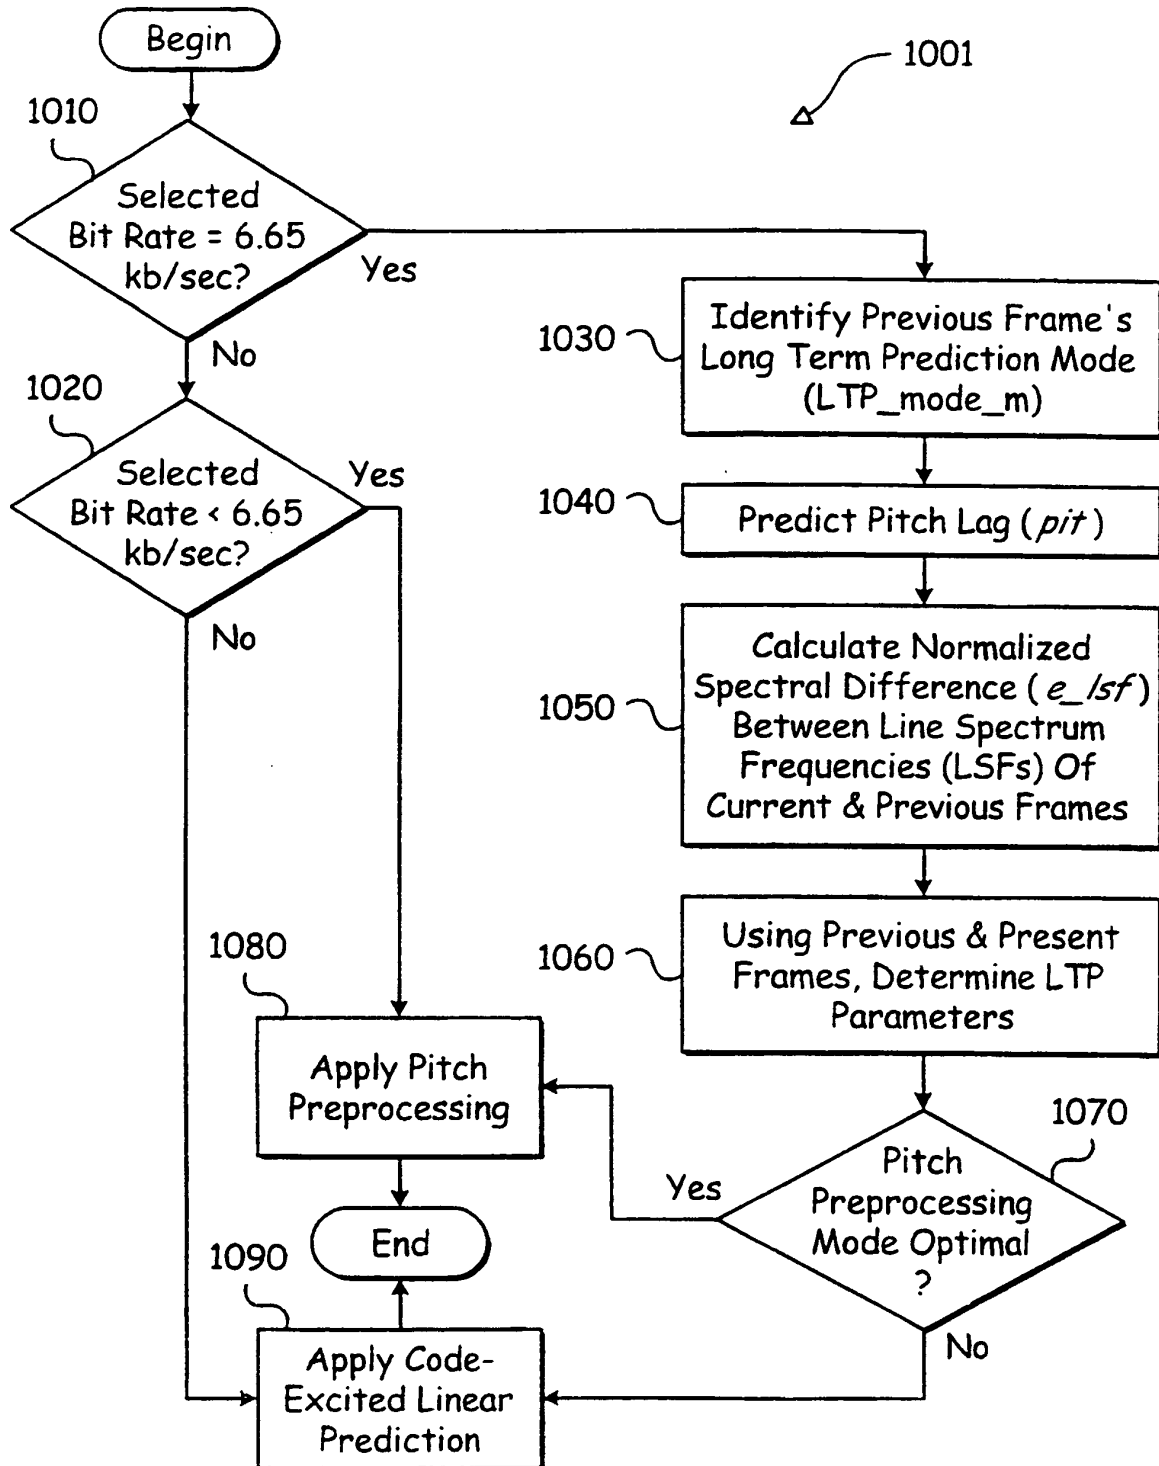 Begin
1001
1010
Selected
Bit Rate = 6.65
kb/sec?
Yes
No
1020
Selected
Bit Rate < 6.65
kb/sec?
Yes
No
1030
Identify Previous Frame's
Long Term Prediction Mode
(LTP_mode_m)
1040
Predict Pitch Lag (pit)
1050
Calculate Normalized
Spectral Difference (e_lsf)
Between Line Spectrum
Frequencies (LSFs) Of
Current & Previous Frames
1060
Using Previous & Present
Frames, Determine LTP
Parameters
1070
Pitch
Preprocessing
Mode Optimal
?
Yes
No
1080
Apply Pitch
Preprocessing
End
1090
Apply Code-
Excited Linear
Prediction